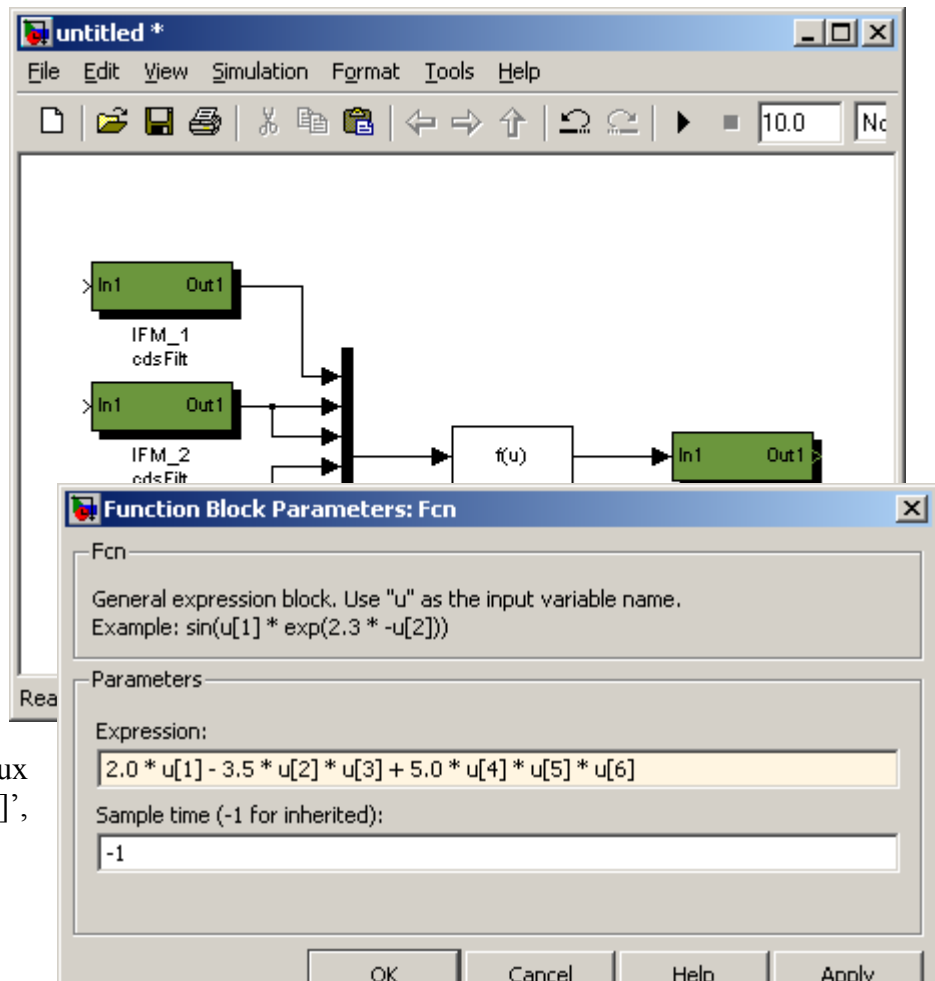 untitled *
File Edit View Simulation Format Tools Help
10.0
In1 Out1
IFM_1
cdsFilt
In1 Out1
IFM_2
cdsFilt
f(u)
In1 Out1
Function Block Parameters: Fcn
Fcn
General expression block. Use "u" as the input variable name.
Example: sin(u[1] * exp(2.3 * -u[2]))
Parameters
Rea
Expression:
2.0 * u[1] - 3.5 * u[2] * u[3] + 5.0 * u[4] * u[5] * u[6]
ux
]’,
Sample time (-1 for inherited):
-1
OK Cancel Help Apply